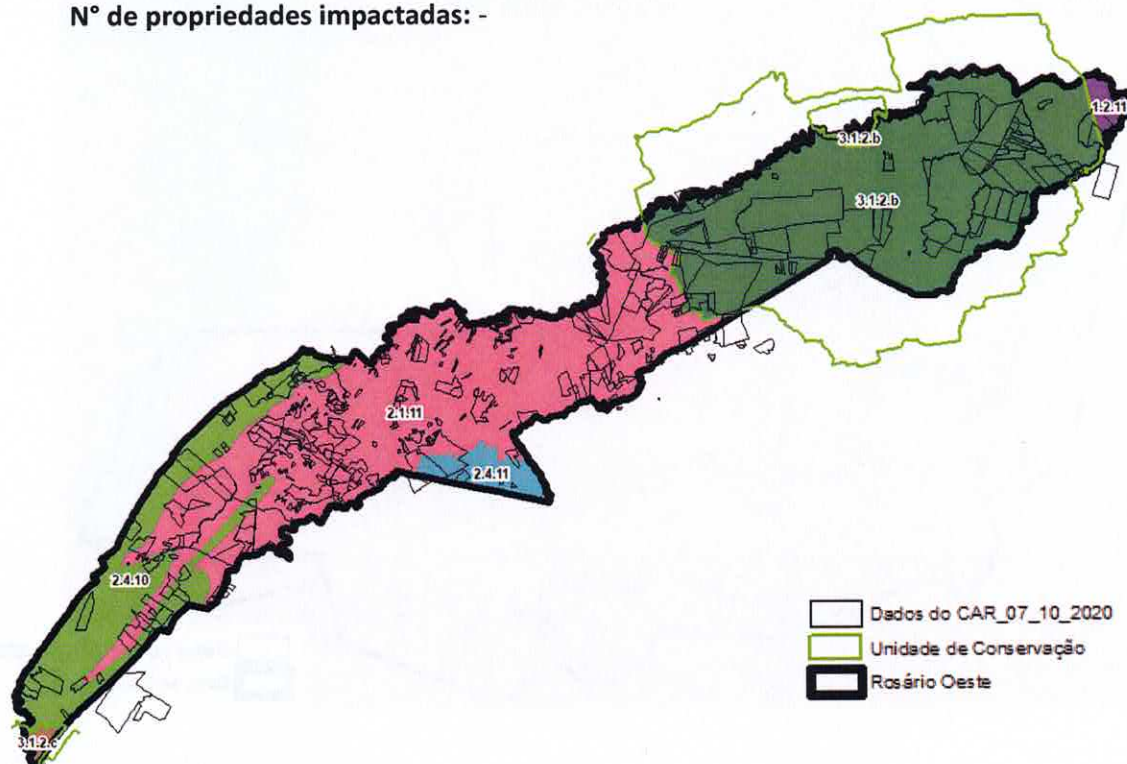 N° de propriedades impactadas: -
1.2.11
3.1.2.b
3.1.2.b
2.1.11
2.4.11
2.4.10
3.1.2.c
Dados do CAR_07_10_2020
Unidade de Conservação
Rosário Oeste